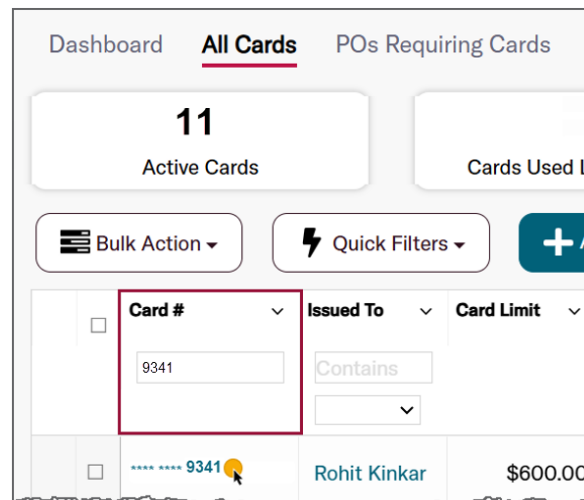 Dashboard All Cards POs Requiring Cards
11
Active Cards Cards Used
Bulk Action Quick Filters
Card # Issued To Card Limit
9341 Contains
**** **** 9341 Rohit Kinkar $600.00